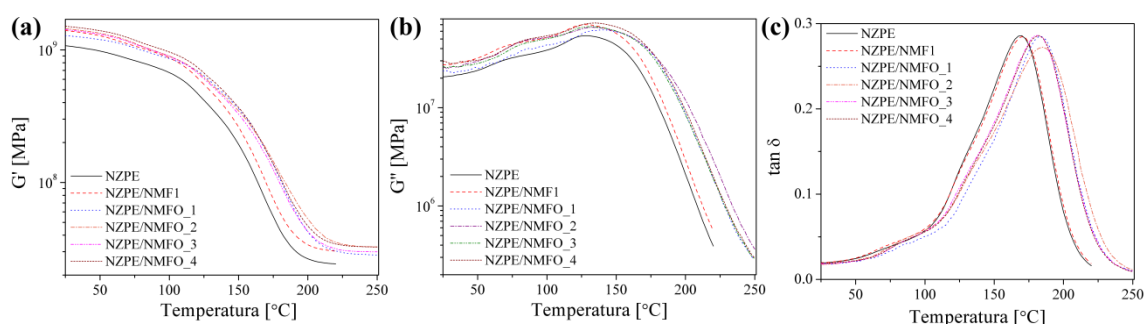 (a)
10⁹
10⁸
G' [MPa]
NZPE
NZPE/NMF1
NZPE/NMFO_1
NZPE/NMFO_2
NZPE/NMFO_3
NZPE/NMFO_4
50 100 150 200 250
Temperatura [°C]
(b)
10⁷
10⁶
G" [MPa]
NZPE
NZPE/NMF1
NZPE/NMFO_1
NZPE/NMFO_2
NZPE/NMFO_3
NZPE/NMFO_4
50 100 150 200 250
Temperatura [°C]
(c)
0.3
0.2
0.1
0.0
tan δ
NZPE
NZPE/NMF1
NZPE/NMFO_1
NZPE/NMFO_2
NZPE/NMFO_3
NZPE/NMFO_4
50 100 150 200 250
Temperatura [°C]